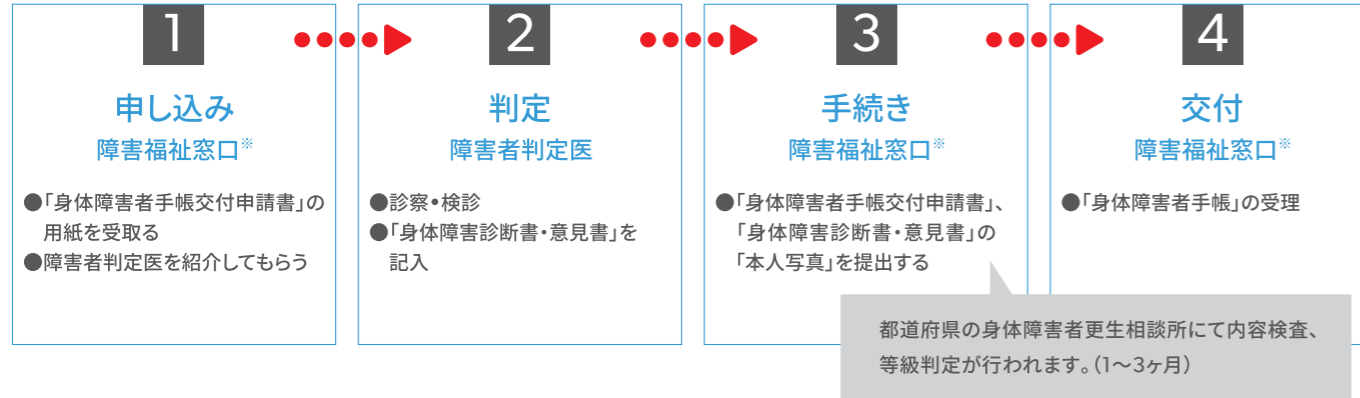 1
申し込み
障害福祉窓口※
●「身体障害者手帳交付申請書」の
用紙を受取る
●障害者判定医を紹介してもらう
2
判定
障害者判定医
●診察・検診
●「身体障害診断書・意見書」を
記入
3
手続き
障害福祉窓口※
●「身体障害者手帳交付申請書」、
「身体障害診断書・意見書」の
「本人写真」を提出する
都道府県の身体障害者更生相談所にて内容検査、
等級判定が行われます。(1〜3ヶ月)
4
交付
障害福祉窓口※
●「身体障害者手帳」の受理